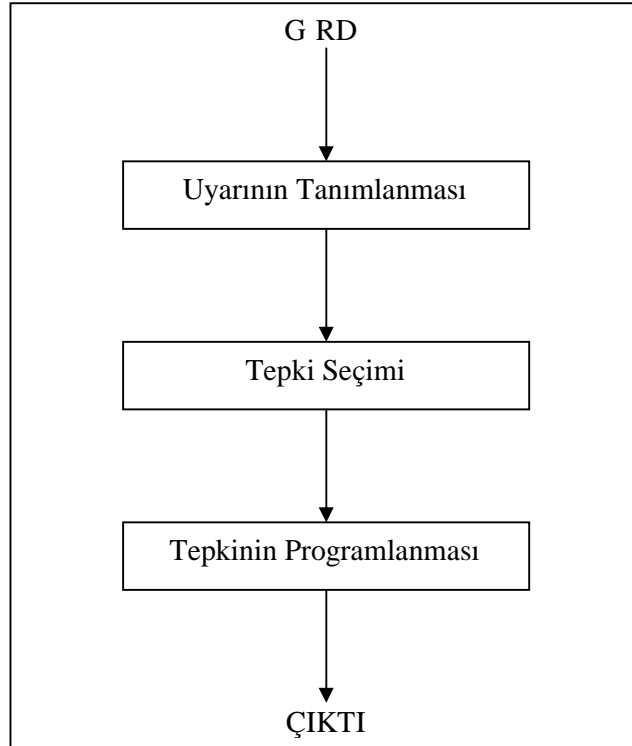 G RD
Uyarının Tanımlanması
Tepki Seçimi
Tepkinin Programlanması
ÇIKTI